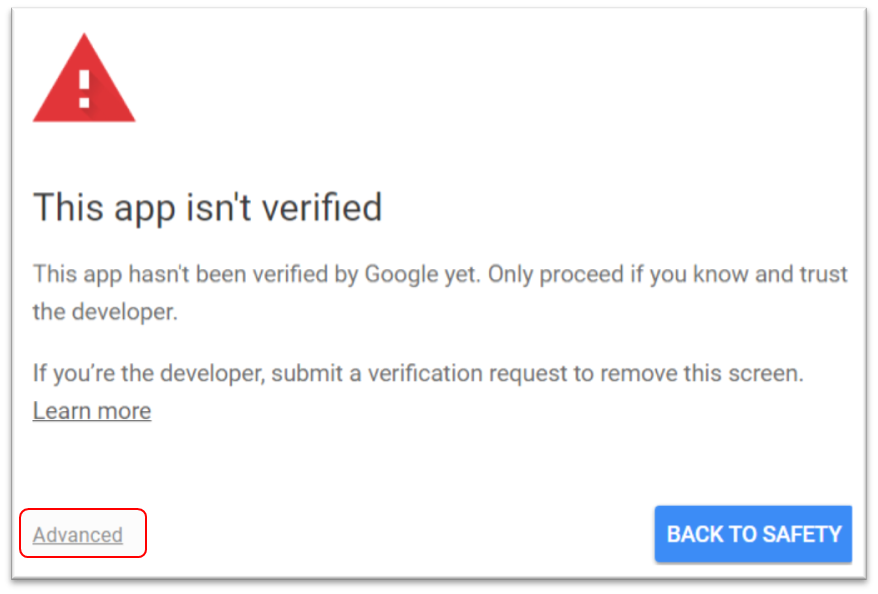 This app isn't verified
This app hasn't been verified by Google yet. Only proceed if you know and trust
the developer.
If you’re the developer, submit a verification request to remove this screen.
Learn more
Advanced
BACK TO SAFETY